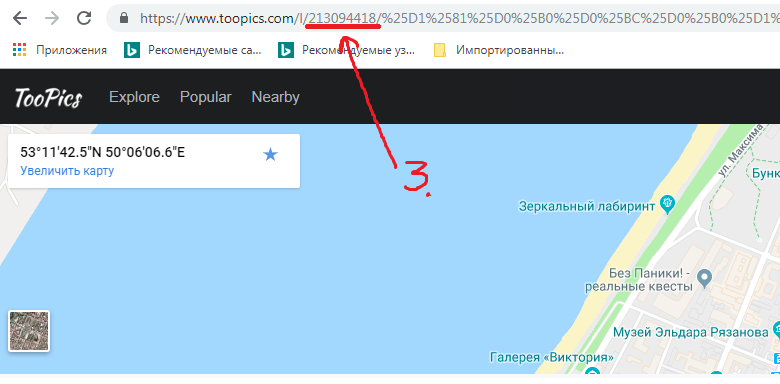 https://www.toopics.com/l/213094418/%25D1%2581%25D0%25B0%25D0%25BC%25D0%25B0%25D1%
Приложения
Рекомендуемые са...
Рекомендуемые уз...
Импортированны...
TooPics
Explore
Popular
Nearby
53°11'42.5"N 50°06'06.6"E
Увеличить карту
3.
ул. Максима
Бунк
Зеркальный лабиринт
Без Паники! -
реальные квесты
Музей Эльдара Рязанова
Галерея «Виктория»